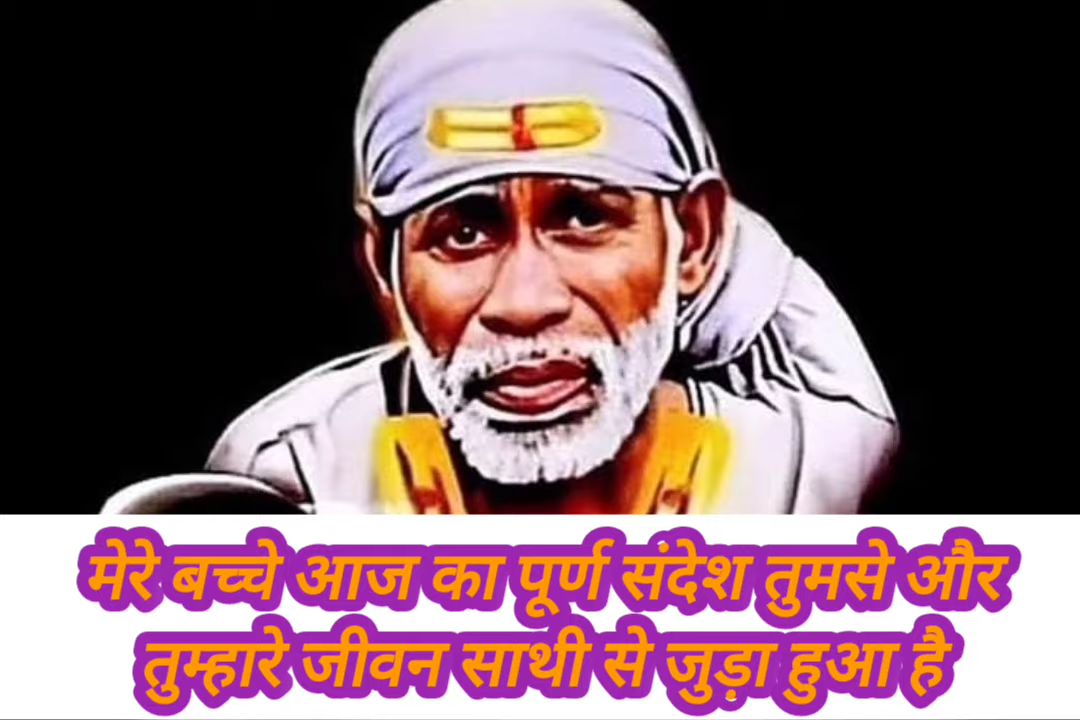 मेरे बच्चे आज का पूर्ण संदेश तुमसे और
तुम्हारे जीवन साथी से जुड़ा हुआ है